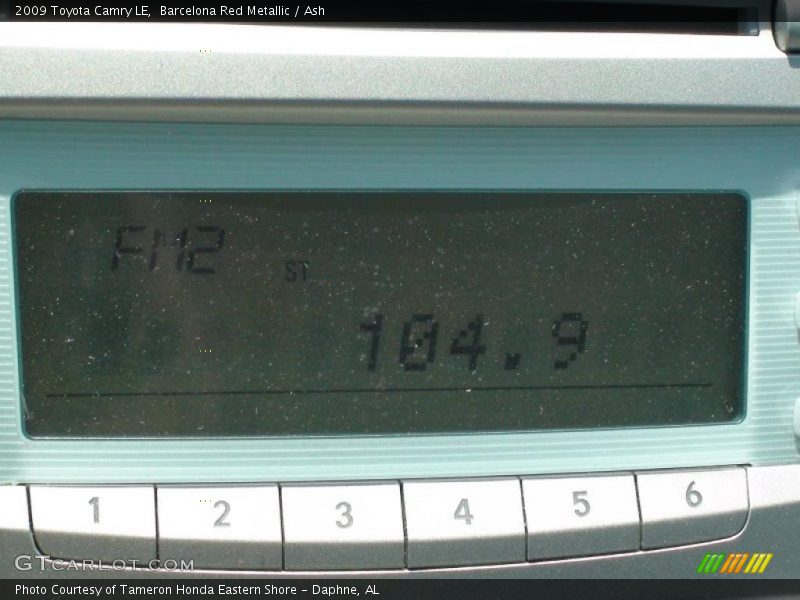 2009 Toyota Camry LE, Barcelona Red Metallic / Ash
FM2 ST
104.9
1 2 3 4 5 6
GTCARLOT.COM
Photo Courtesy of Tameron Honda Eastern Shore - Daphne, AL